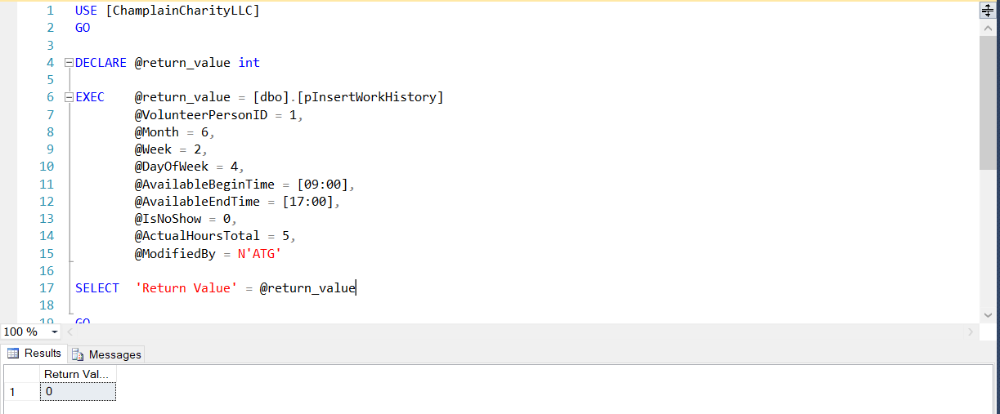 1 USE [ChamplainCharityLLC]
2 GO
3
4 DECLARE @return_value int
5
6 EXEC @return_value = [dbo].[pInsertWorkHistory]
7 @VolunteerPersonID = 1,
8 @Month = 6,
9 @Week = 2,
10 @DayOfWeek = 4,
11 @AvailableBeginTime = [09:00],
12 @AvailableEndTime = [17:00],
13 @IsNoShow = 0,
14 @ActualHoursTotal = 5,
15 @ModifiedBy = N'ATG'
16
17 SELECT 'Return Value' = @return_value
18
19 GO
100 %
Results Messages
Return Val...
1 0